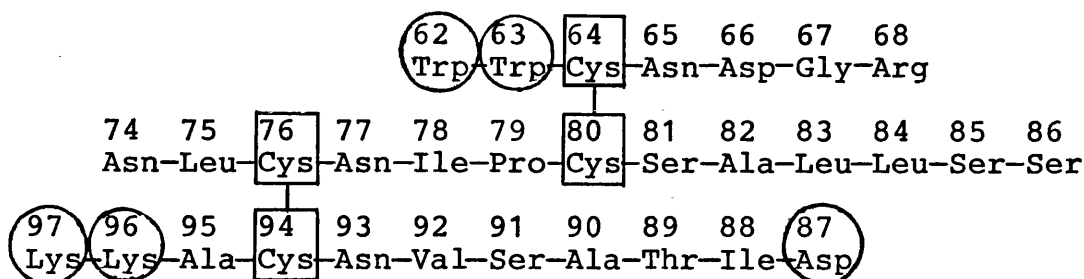 62 63 64 65 66 67 68
Trp-Trp-Cys-Asn-Asp-Gly-Arg
74 75 76 77 78 79 80 81 82 83 84 85 86
Asn-Leu-Cys-Asn-Ile-Pro-Cys-Ser-Ala-Leu-Leu-Ser-Ser
97 96 95 94 93 92 91 90 89 88 87
Lys-Lys-Ala-Cys-Asn-Val-Ser-Ala-Thr-Ile-Asp